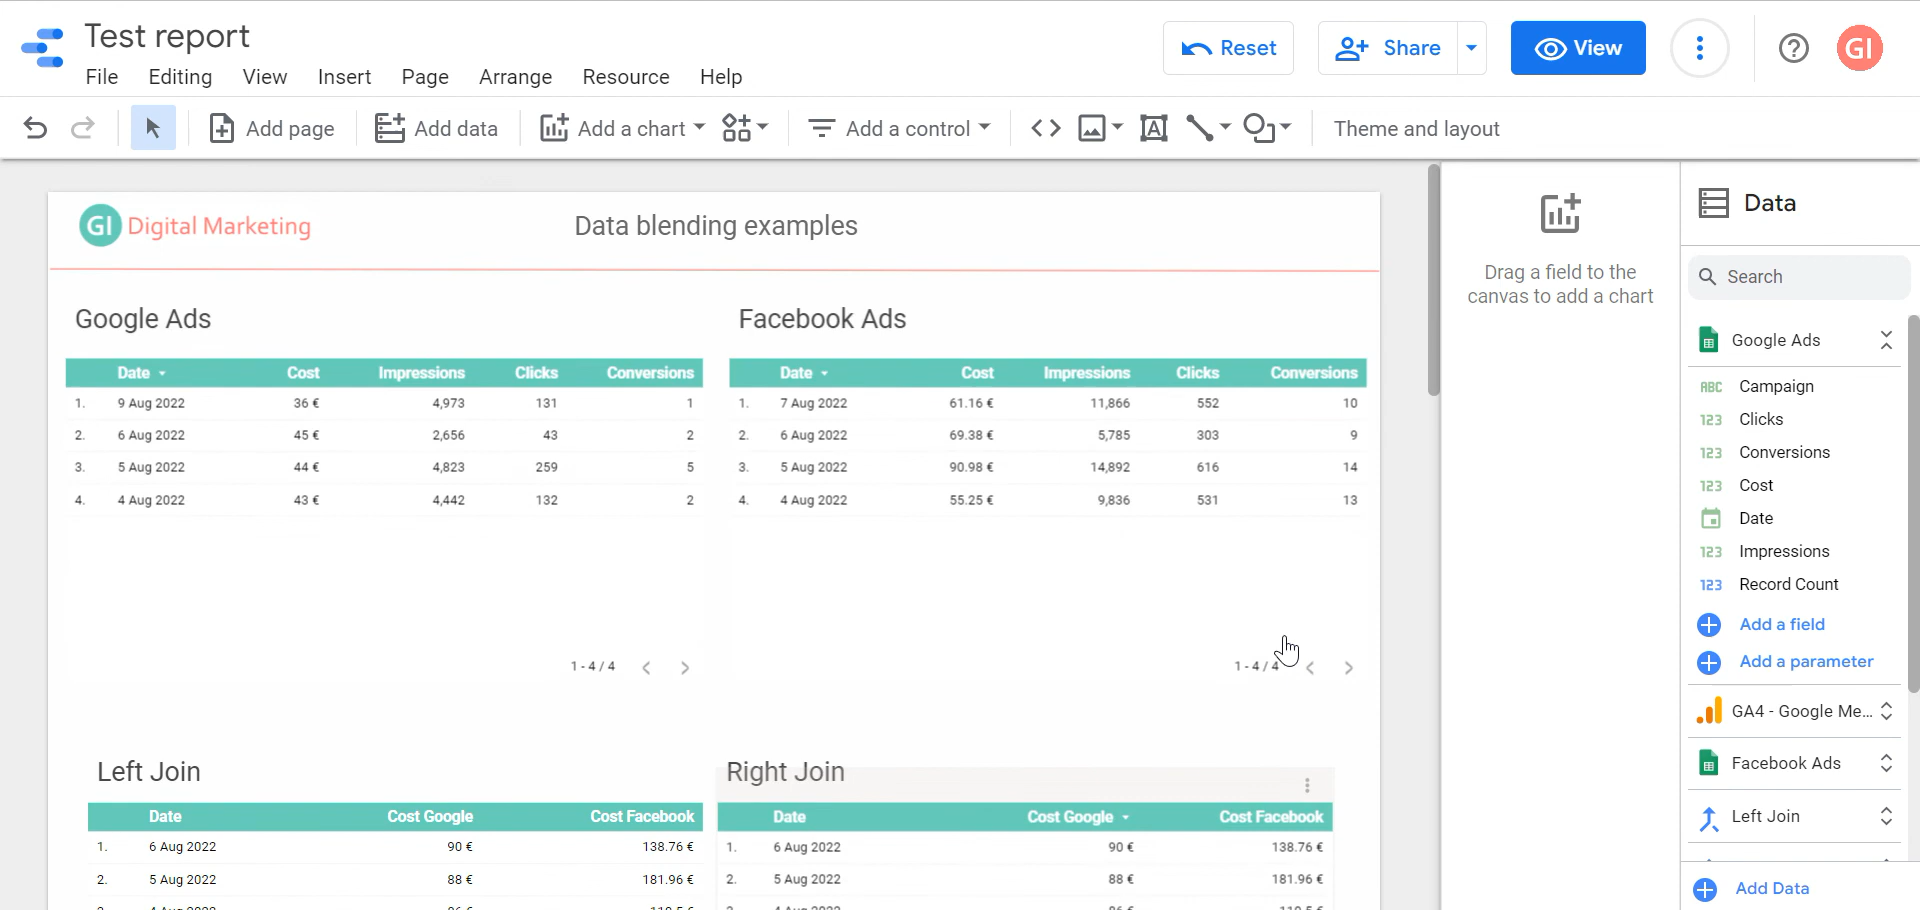 Test report
File Editing View Insert Page Arrange Resource Help
Reset Share View GI
Add page Add data Add a chart Add a control Theme and layout
GI Digital Marketing Data blending examples
Google Ads
Date Cost Impressions Clicks Conversions
1. 9 Aug 2022 36 € 4,973 131 1
2. 6 Aug 2022 45 € 2,656 43 2
3. 5 Aug 2022 44 € 4,823 259 5
4. 4 Aug 2022 43 € 4,442 132 2
1 - 4 / 4
Facebook Ads
Date Cost Impressions Clicks Conversions
1. 7 Aug 2022 61.16 € 11,866 552 10
2. 6 Aug 2022 69.38 € 5,785 303 9
3. 5 Aug 2022 90.98 € 14,892 616 14
4. 4 Aug 2022 55.25 € 9,836 531 13
1 - 4 / 4
Left Join
Date Cost Google Cost Facebook
1. 6 Aug 2022 90 € 138.76 €
2. 5 Aug 2022 88 € 181.96 €
Right Join
Date Cost Google Cost Facebook
1. 6 Aug 2022 90 € 138.76 €
2. 5 Aug 2022 88 € 181.96 €
Drag a field to the
canvas to add a chart
Data
Search
Google Ads
ABC Campaign
123 Clicks
123 Conversions
123 Cost
Date
123 Impressions
123 Record Count
Add a field
Add a parameter
GA4 - Google Me...
Facebook Ads
Left Join
Add Data